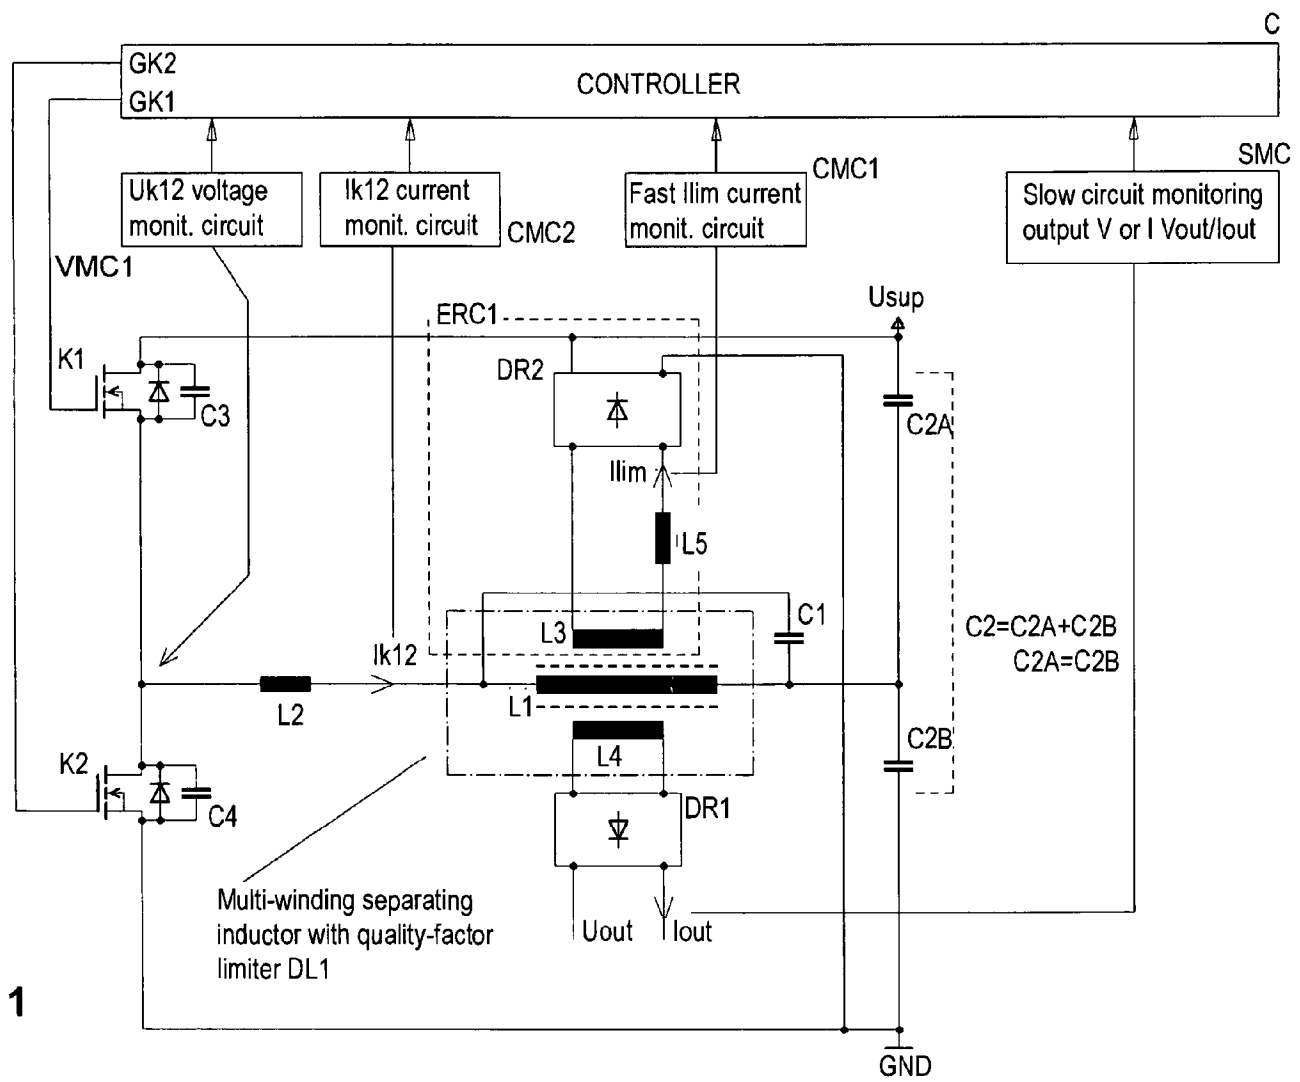 C
GK2
CONTROLLER
GK1
SMC
CMC1
Uk12 voltage
monit. circuit
Ik12 current
monit. circuit
Fast Ilim current
monit. circuit
Slow circuit monitoring
output V or I Vout/Iout
CMC2
VMC1
Usup
ERC1
K1
DR2
C3
C2A
Ilim
L5
C1
L3
C2=C2A+C2B
C2A=C2B
Ik12
L1
L2
C2B
L4
K2
C4
DR1
Multi-winding separating
inductor with quality-factor
limiter DL1
Uout
Iout
1
GND